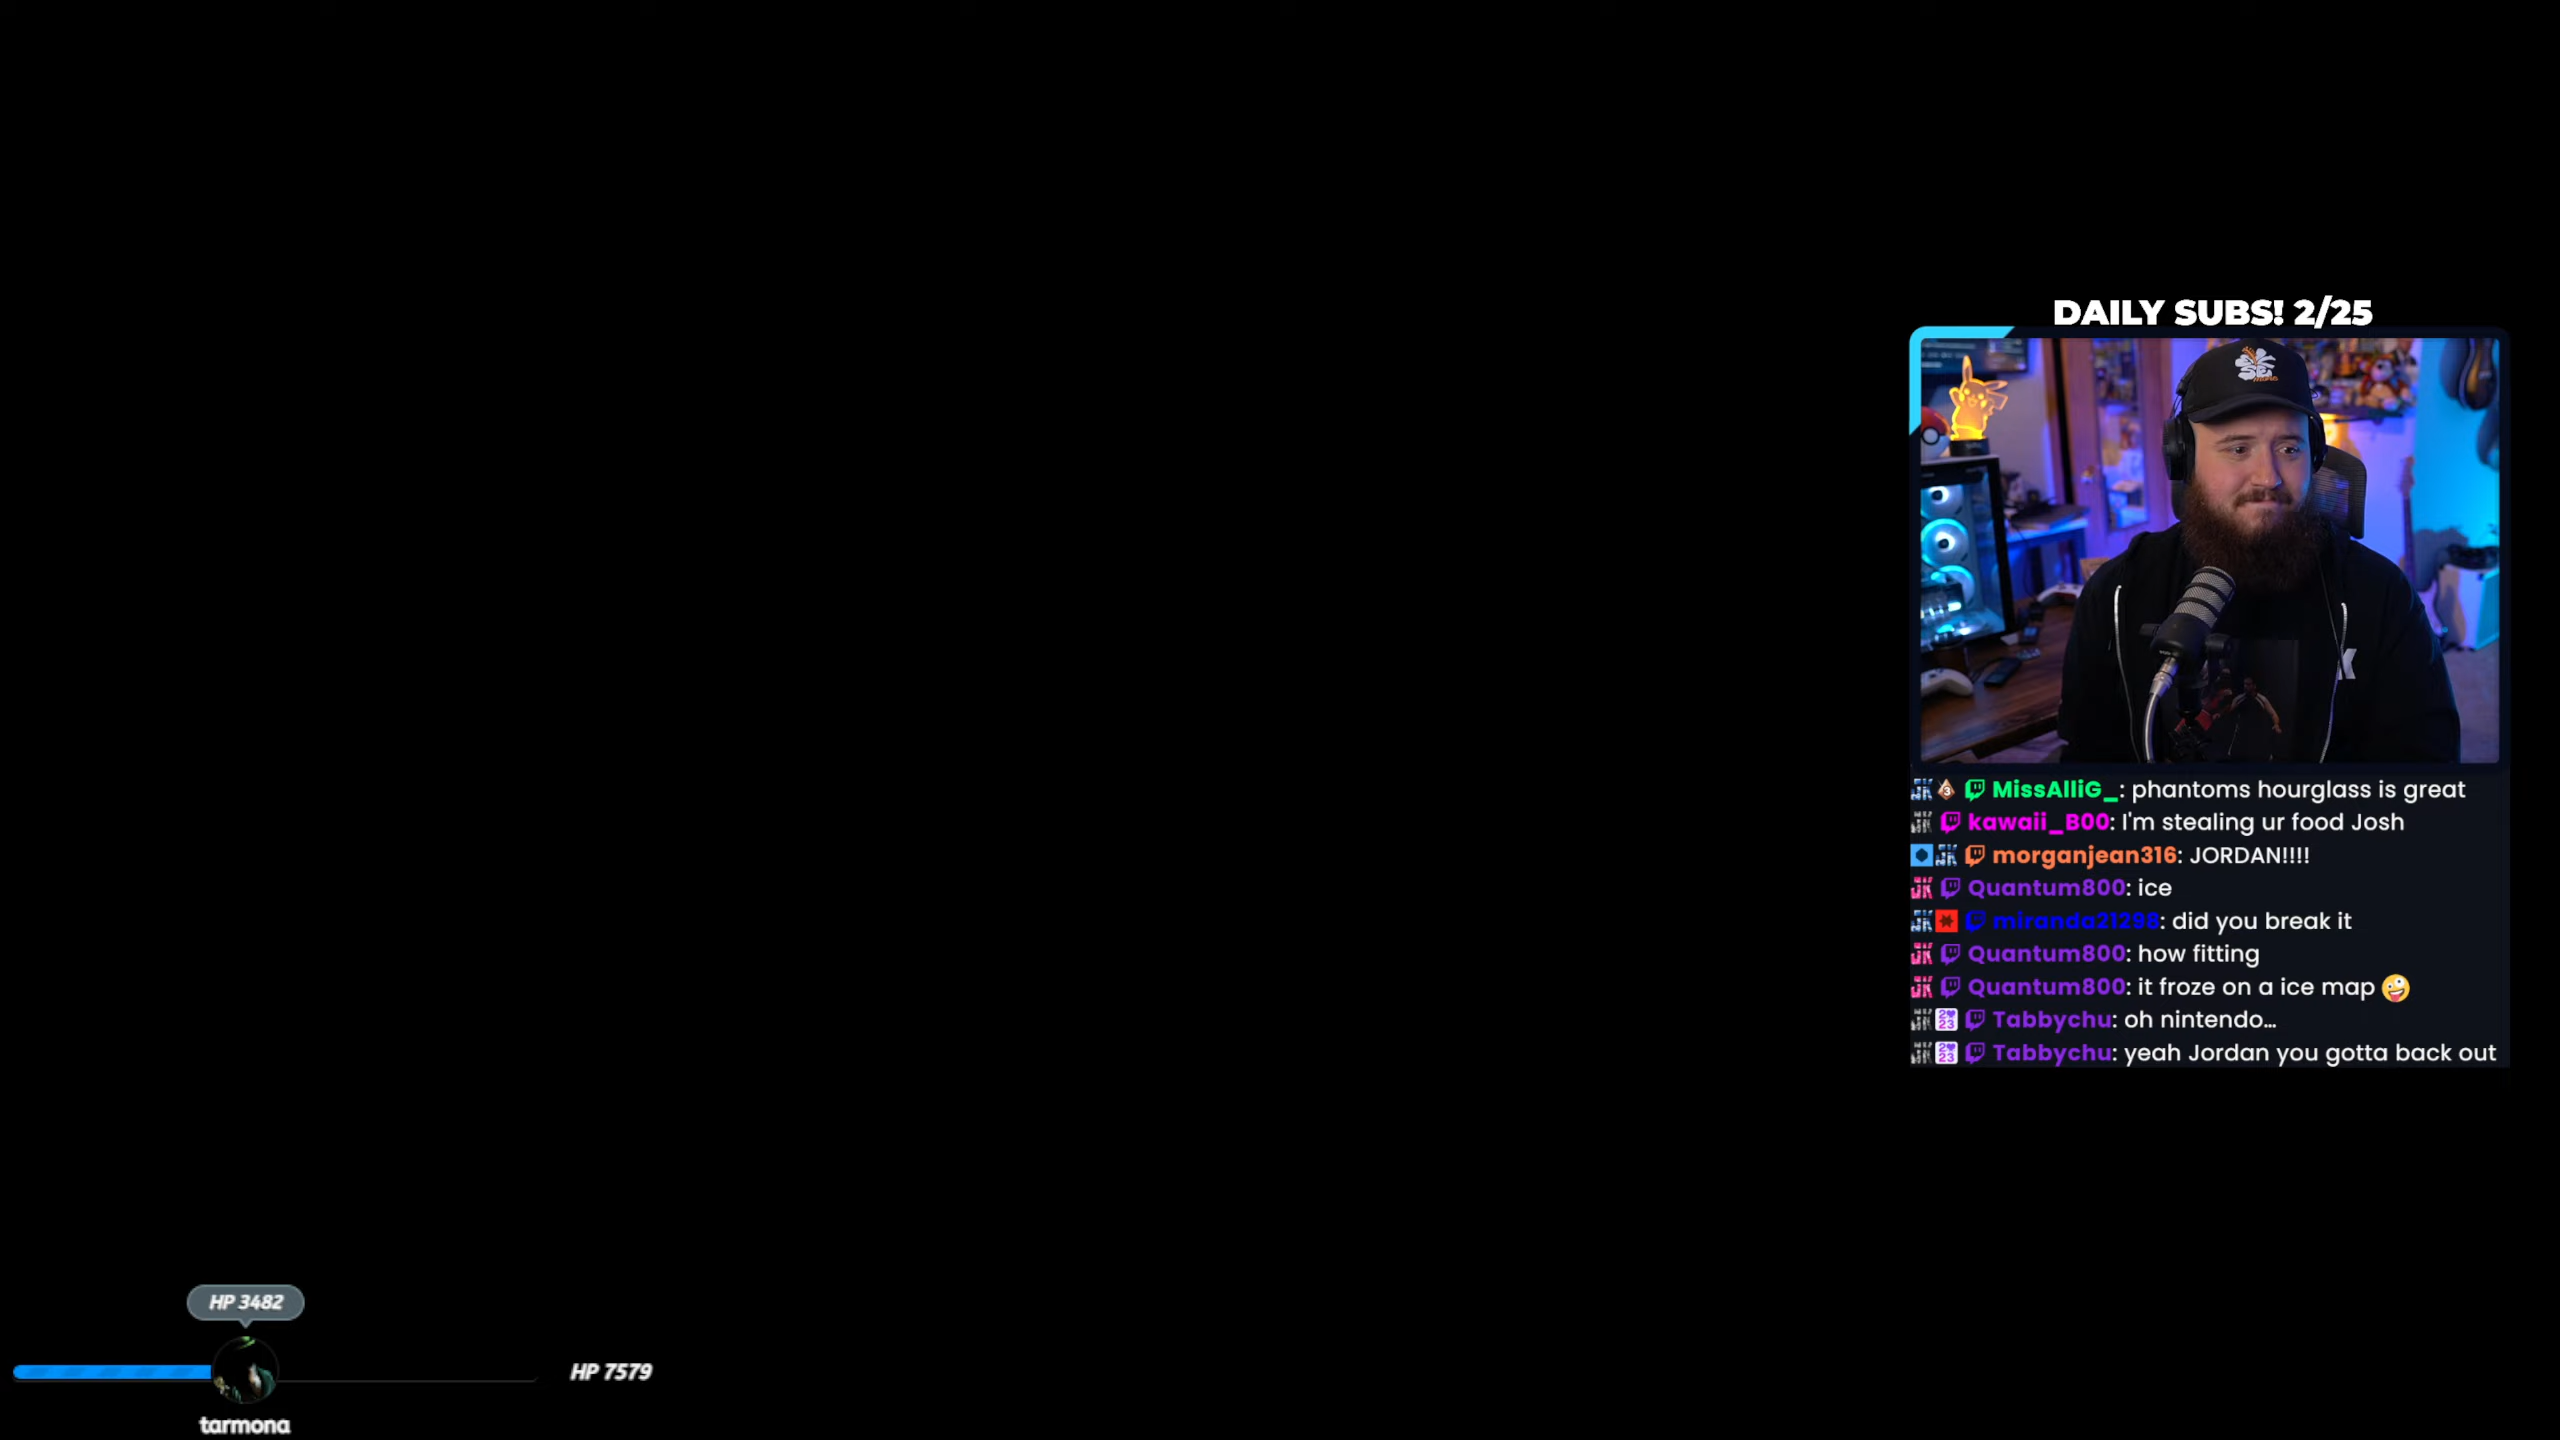 DAILY SUBS! 2/25
MissAlliG_: phantoms hourglass is great
kawaii_B00: I'm stealing ur food Josh
morganjean316: JORDAN!!!!
Quantum800: ice
miranda21298: did you break it
Quantum800: how fitting
Quantum800: it froze on a ice map 🤪
Tabbychu: oh nintendo...
Tabbychu: yeah Jordan you gotta back out
HP 3482
HP 7579
tarmona